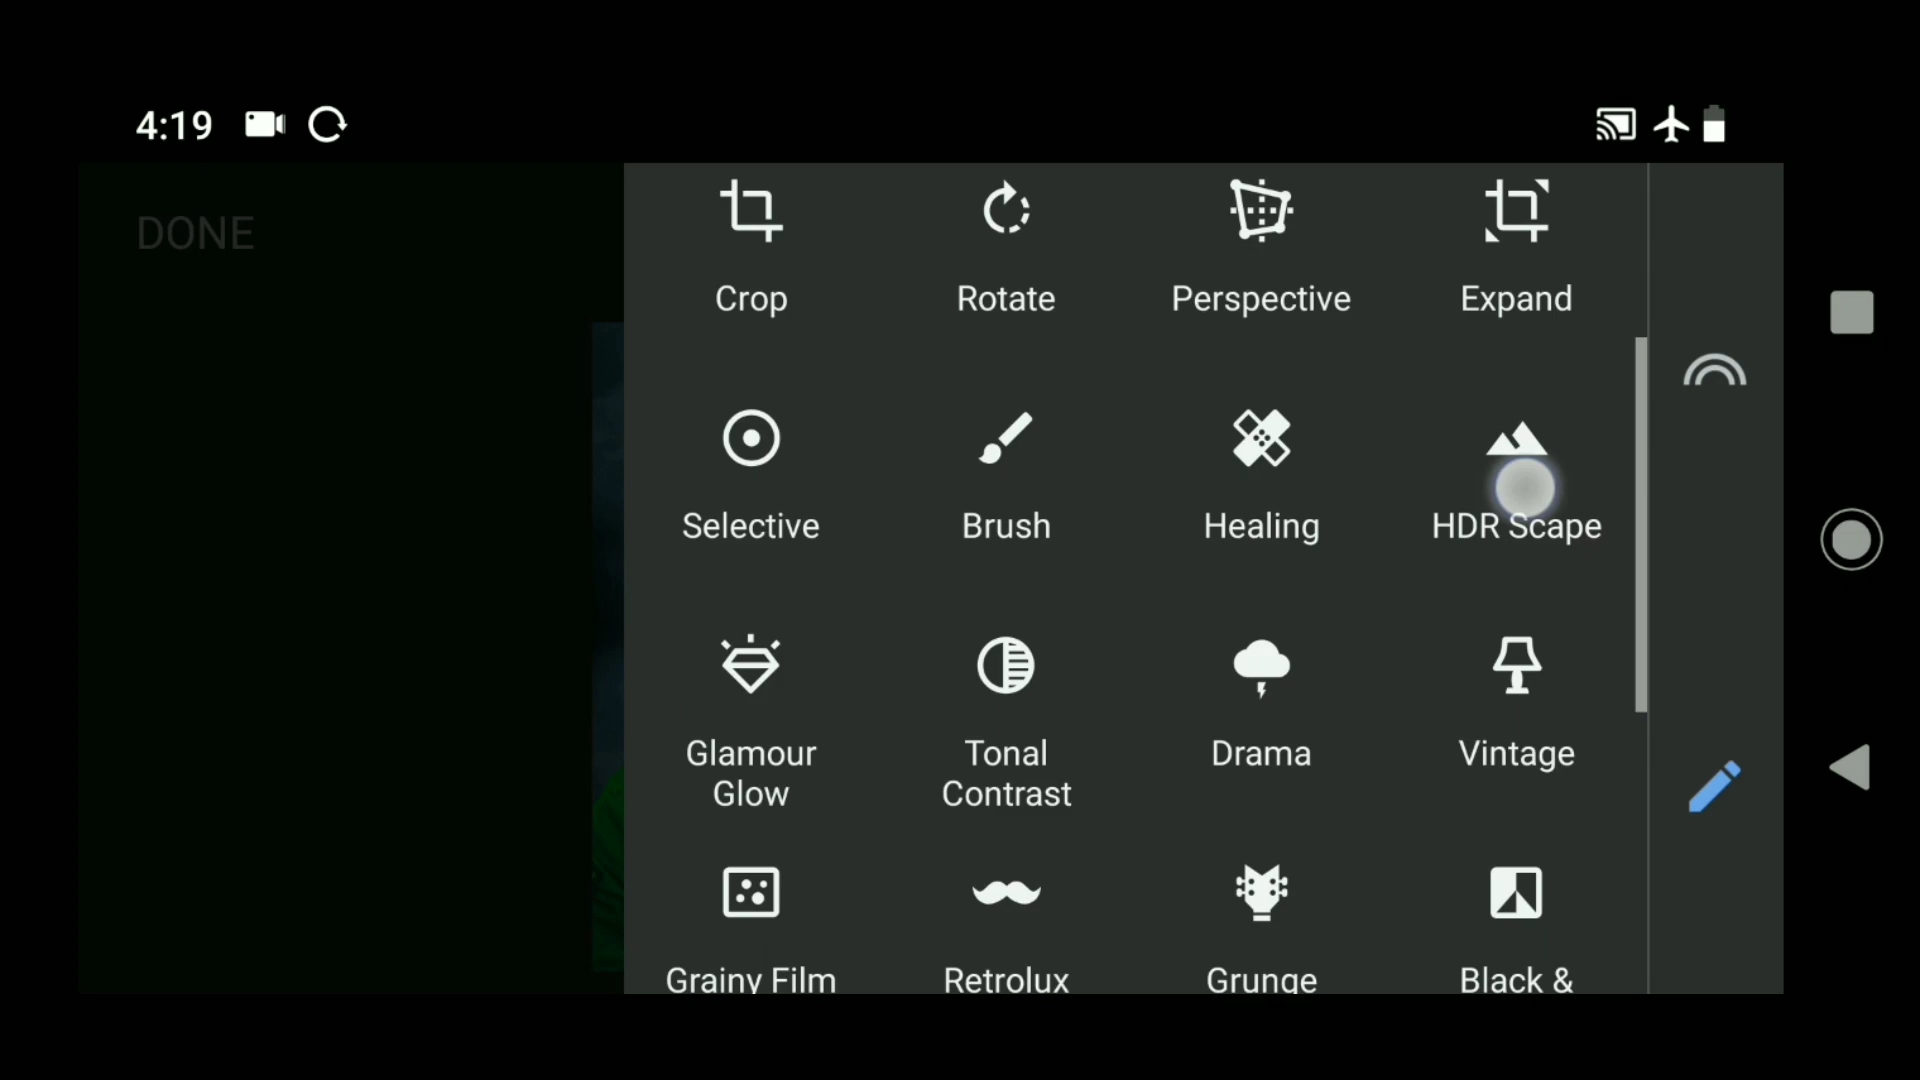 4:19
DONE
Crop
Rotate
Perspective
Expand
Selective
Brush
Healing
HDR Scape
Glamour
Glow
Tonal
Contrast
Drama
Vintage
Grainy Film
Retrolux
Grunge
Black &